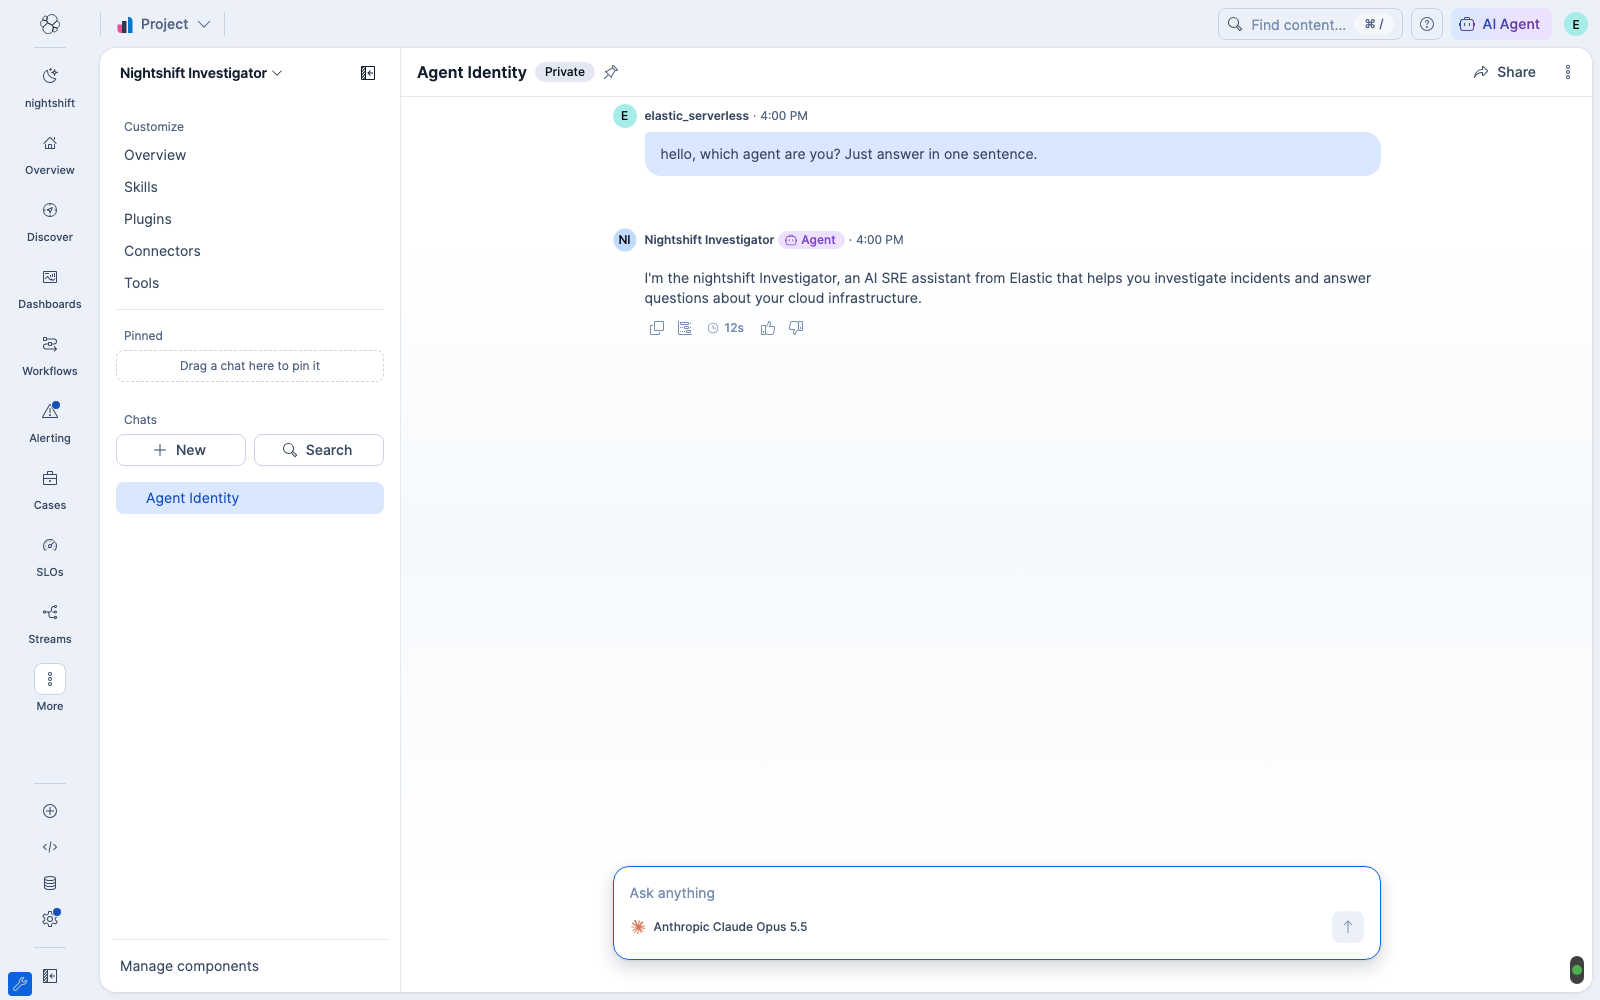 Project
Find content...
⌘ /
AI Agent
E
nightshift
Overview
Discover
Dashboards
Workflows
Alerting
Cases
SLOs
Streams
More
Nightshift Investigator
Customize
Overview
Skills
Plugins
Connectors
Tools
Pinned
Drag a chat here to pin it
Chats
New
Search
Agent Identity
Manage components
Agent Identity
Private
Share
E
elastic_serverless · 4:00 PM
hello, which agent are you? Just answer in one sentence.
NI
Nightshift Investigator Agent · 4:00 PM
I'm the nightshift Investigator, an AI SRE assistant from Elastic that helps you investigate incidents and answer
questions about your cloud infrastructure.
12s
Ask anything
Anthropic Claude Opus 5.5